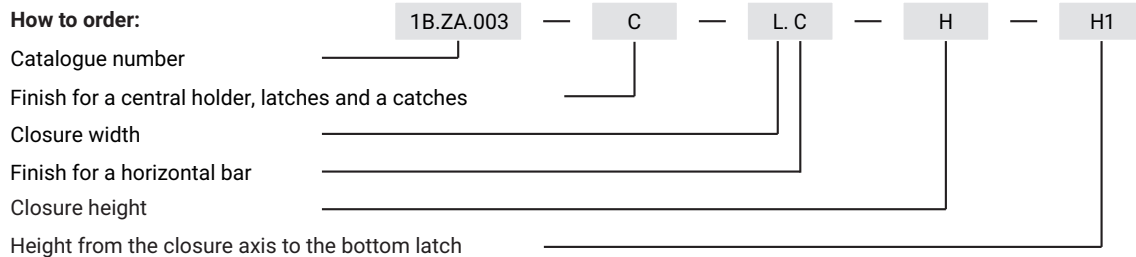 How to order: 1B.ZA.003 — C — L. C — H — H1
Catalogue number
Finish for a central holder, latches and a catches
Closure width
Finish for a horizontal bar
Closure height
Height from the closure axis to the bottom latch